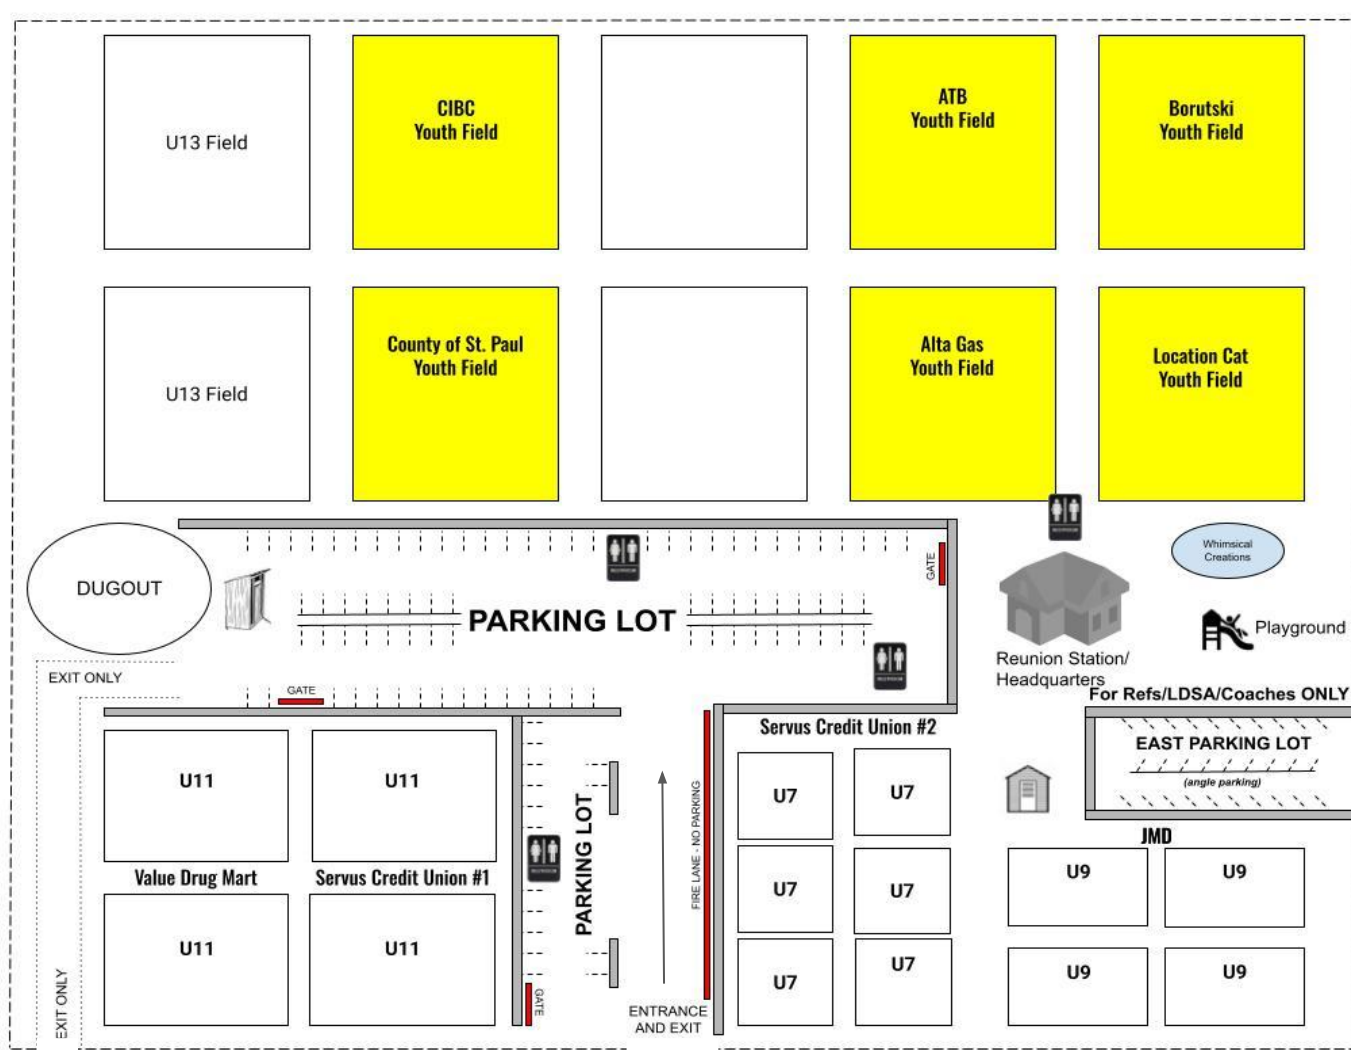 U13 Field
CIBC
Youth Field
ATB
Youth Field
Borutski
Youth Field
U13 Field
County of St. Paul
Youth Field
Alta Gas
Youth Field
Location Cat
Youth Field
DUGOUT
PARKING LOT
GATE
Whimsical
Creations
Playground
Reunion Station/
Headquarters
EXIT ONLY
GATE
For Refs/LDSA/Coaches ONLY
EAST PARKING LOT
(angle parking)
Servus Credit Union #2
U11
U11
Value Drug Mart
Servus Credit Union #1
U11
U11
EXIT ONLY
PARKING LOT
GATE
FIRE LANE - NO PARKING
ENTRANCE
AND EXIT
U7
U7
U7
U7
U7
U7
JMD
U9
U9
U9
U9